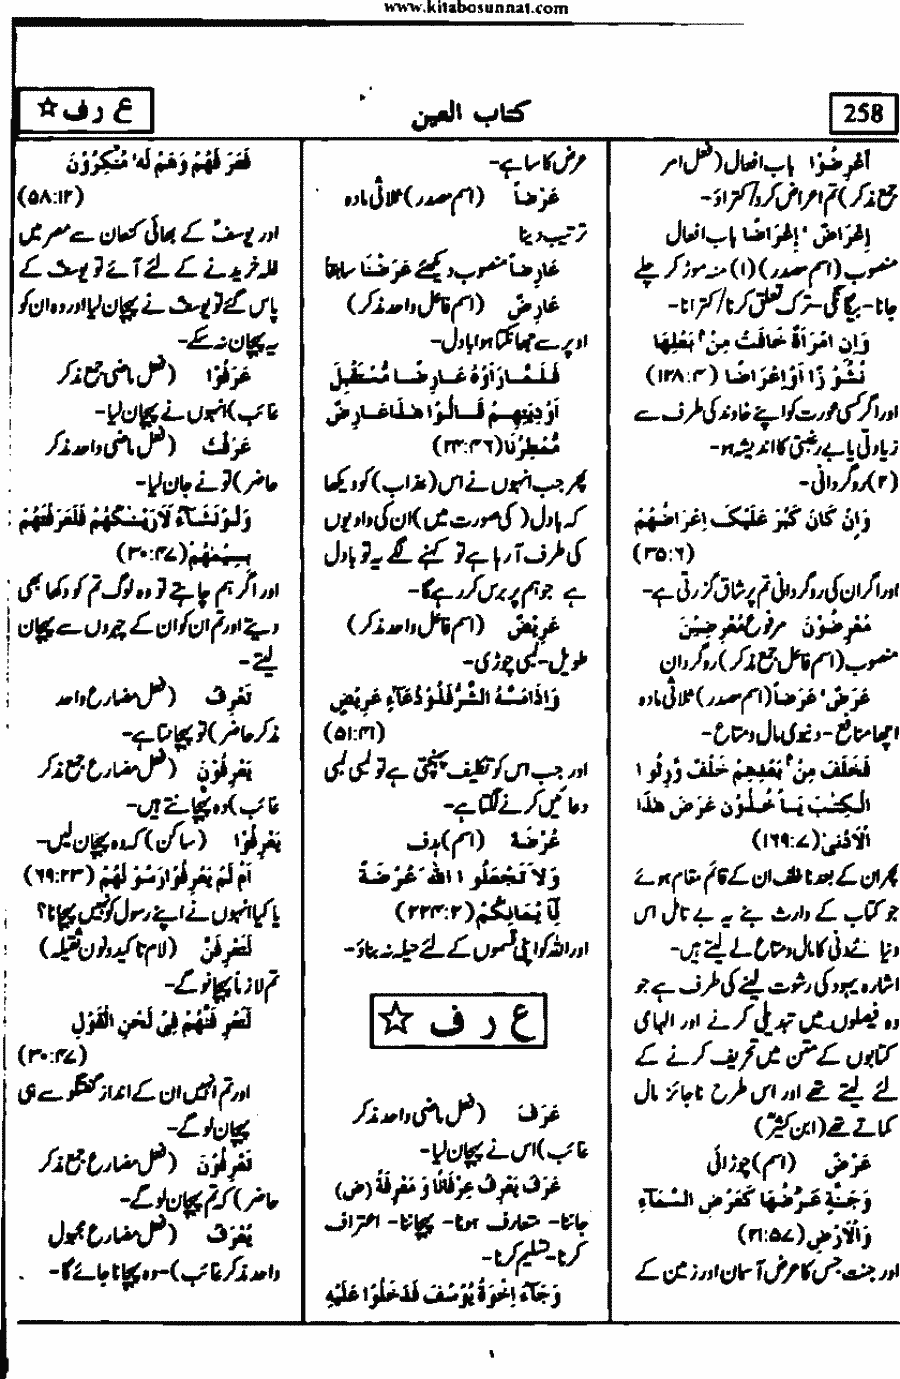 www.kitabosunnat.com
258
کتاب العین
ع ر ف ☆
أَعْرِضُوْا باب افعال (فعل امر
جمع مذکر) تم اعراض کرو/کتراؤ۔
إِعْرَاضٌ، إِعْرَاضًا باب افعال
منصوب (اسم مصدر) (۱) منہ موڑ کر چلے
جانا۔ بیگانگی۔ ترک تعلق کرنا/کترانا۔
وَإِنِ امْرَأَةٌ خَافَتْ مِنْ بَعْلِهَا
نُشُوْزًا أَوْ إِعْرَاضًا (۱۲۸:۴)
اور اگر کسی عورت کو اپنے خاوند کی طرف سے
زیادتی یا بے رغبتی کا اندیشہ ہو۔
(۲) روگردانی۔
وَإِنْ كَانَ كَبُرَ عَلَيْكَ إِعْرَاضُهُمْ
(۳۵:۶)
اور اگر ان کی روگردانی تم پر شاق گزرتی ہے۔
مُعْرِضُوْنَ مرفوع مُعْرِضِيْنَ
منصوب (اسم فاعل جمع مذکر) روگردان
عَرَضٌ، عَرَضًا (اسم مصدر) ثلاثی مادہ
اچھا منافع۔ دنیوی مال و متاع۔
فَخَلَفَ مِنْ بَعْدِهِمْ خَلْفٌ وَّرِثُوا
الْكِتٰبَ يَأْخُذُوْنَ عَرَضَ هٰذَا
الْأَدْنٰى (۱۶۹:۷)
پھر ان کے بعد ناخلف ان کے قائم مقام ہوئے
جو کتاب کے وارث بنے یہ بے تامل اس
دنیائے دنی کا مال و متاع لے لیتے ہیں۔
اشارہ یہود کی رشوت لینے کی طرف ہے جو
وہ فیصلوں میں تبدیلی کرنے اور الہامی
کتابوں کے متن میں تحریف کرنے کے
لئے لیتے تھے اور اس طرح ناجائز مال
کماتے تھے (ابن کثیرؒ)
عَرْضٌ (اسم) چوڑائی
وَجَنَّةٍ عَرْضُهَا كَعَرْضِ السَّمَآءِ
وَالْأَرْضِ (۲۱:۵۷)
اور جنت جس کا عرض آسمان اور زمین کے
عرض کا سا ہے۔
عَرْضاً (اسم مصدر) ثلاثی مادہ
ترتیب دینا
عَارِضاً منصوب دیکھئے عَرَضْنَا سابقاً
عَارِضٌ (اسم فاعل واحد مذکر)
اوپر سے جھانکتا ہوا بادل۔
فَلَمَّا رَأَوْهُ عَارِضًا مُّسْتَقْبِلَ
أَوْدِيَتِهِمْ قَالُوْا هٰذَا عَارِضٌ
مُّمْطِرُنَا (۲۴:۴۶)
پھر جب انہوں نے اس (عذاب) کو دیکھا
کہ بادل (کی صورت میں) ان کی وادیوں
کی طرف آ رہا ہے تو کہنے لگے یہ تو بادل
ہے جو ہم پر برس کر رہے گا۔
عَرِيْضٌ (اسم فاعل واحد مذکر)
طویل۔ لمبی چوڑی۔
وَإِذَا مَسَّهُ الشَّرُّ فَذُوْ دُعَآءٍ عَرِيْضٍ
(۵۱:۴۱)
اور جب اس کو تکلیف پہنچتی ہے تو لمبی لمبی
دعائیں کرنے لگتا ہے۔
عُرْضَةً (اسم) ہدف
وَلَا تَجْعَلُوا اللّٰهَ عُرْضَةً
لِّأَيْمَانِكُمْ (۲۲۴:۲)
اور اللہ کو اپنی قسموں کے لئے حیلہ نہ بناؤ۔
ع ر ف ☆
عَرَفَ (فعل ماضی واحد مذکر
غائب) اس نے پہچان لیا۔
عَرَفَ يَعْرِفُ عِرْفَانًا وَمَعْرِفَةً (ض)
جاننا۔ متعارف ہونا۔ پہچاننا۔ اعتراف
کرنا۔ تسلیم کرنا۔
وَجَآءَ إِخْوَةُ يُوْسُفَ فَدَخَلُوْا عَلَيْهِ
فَعَرَفَهُمْ وَهُمْ لَهٗ مُنْكِرُوْنَ
(۵۸:۱۲)
اور یوسفؑ کے بھائی کنعان سے مصر میں
غلہ خریدنے کے لئے آئے تو یوسفؑ کے
پاس گئے تو یوسفؑ نے پہچان لیا اور وہ ان کو
یہ پہچان نہ سکے۔
عَرَفُوْا (فعل ماضی جمع مذکر
غائب) انہوں نے پہچان لیا۔
عَرَفْتَ (فعل ماضی واحد مذکر
حاضر) تو نے جان لیا۔
وَلَوْ نَشَآءُ لَأَرَيْنٰكَهُمْ فَلَعَرَفْتَهُمْ
بِسِيْمٰهُمْ (۳۰:۴۷)
اور اگر ہم چاہتے تو وہ لوگ تم کو دکھا بھی
دیتے اور تم ان کو ان کے چہروں سے پہچان
لیتے۔
تَعْرِفُ (فعل مضارع واحد
مذکر حاضر) تو پہچانتا ہے۔
يَعْرِفُوْنَ (فعل مضارع جمع مذکر
غائب) وہ پہچانتے ہیں۔
يَعْرِفُوْا (ساکن) کہ وہ پہچان لیں۔
أَمْ لَمْ يَعْرِفُوْا رَسُوْلَهُمْ (۶۹:۲۳)
یا کیا انہوں نے اپنے رسول کو نہیں پہچانا؟
لَتَعْرِفَنَّ (لام تاکید و نون ثقیلہ)
تم لازماً پہچانو گے۔
لَتَعْرِفَنَّهُمْ فِيْ لَحْنِ الْقَوْلِ
(۳۰:۴۷)
اور تم انہیں ان کے انداز گفتگو سے ہی
پہچان لو گے۔
تَعْرِفُوْنَ (فعل مضارع جمع مذکر
حاضر) کہ تم پہچان لو گے۔
يُعْرَفُ (فعل مضارع مجہول
واحد مذکر غائب)۔ وہ پہچانا جائے گا۔